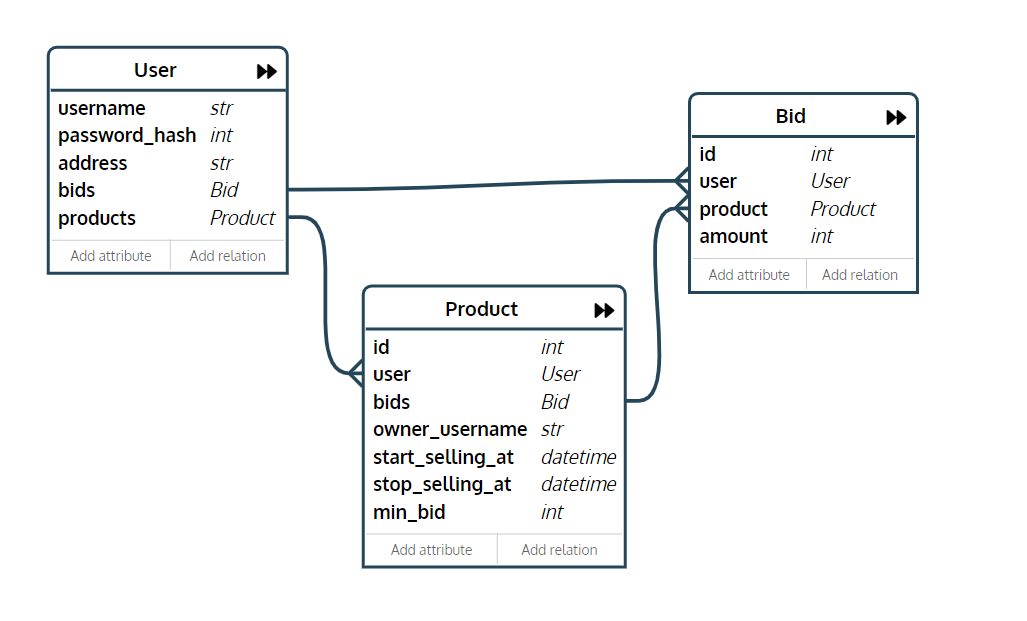 User
username str
password_hash int
address str
bids Bid
products Product
Add attribute Add relation
Bid
id int
user User
product Product
amount int
Add attribute Add relation
Product
id int
user User
bids Bid
owner_username str
start_selling_at datetime
stop_selling_at datetime
min_bid int
Add attribute Add relation